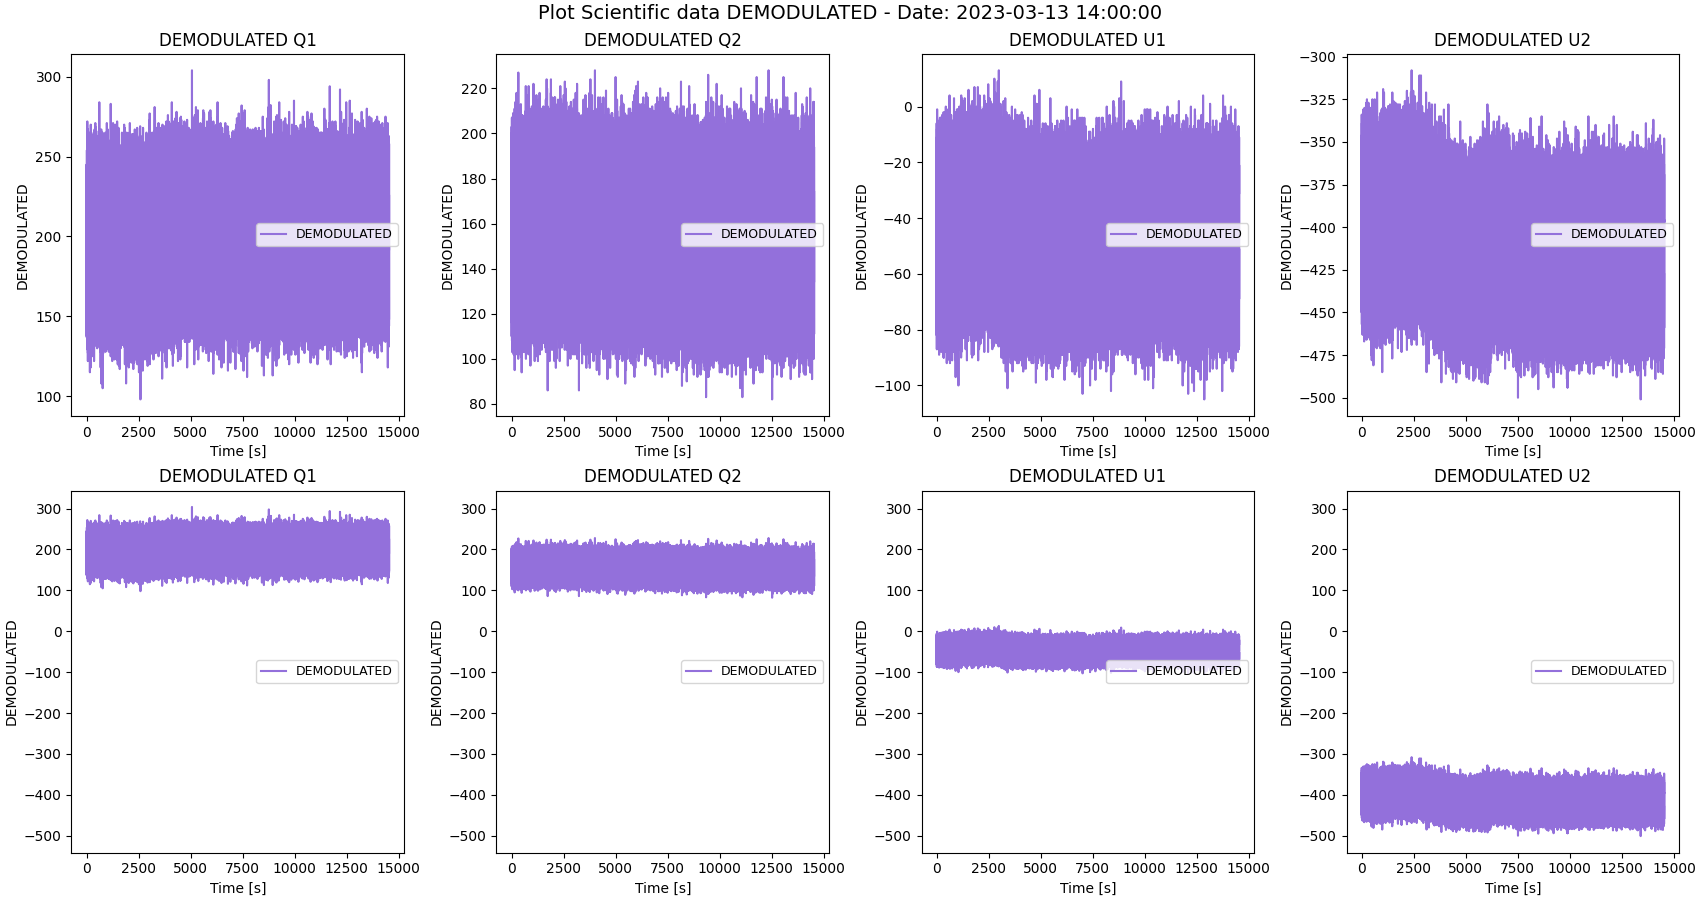 Plot Scientific data DEMODULATED - Date: 2023-03-13 14:00:00
DEMODULATED Q1
DEMODULATED
300
250
200
150
100
DEMODULATED
0 2500 5000 7500 10000 12500 15000
Time [s]
DEMODULATED Q2
DEMODULATED
220
200
180
160
140
120
100
80
DEMODULATED
0 2500 5000 7500 10000 12500 15000
Time [s]
DEMODULATED U1
DEMODULATED
0
−20
−40
−60
−80
−100
DEMODULATED
0 2500 5000 7500 10000 12500 15000
Time [s]
DEMODULATED U2
DEMODULATED
−300
−325
−350
−375
−400
−425
−450
−475
−500
DEMODULATED
0 2500 5000 7500 10000 12500 15000
Time [s]
DEMODULATED Q1
DEMODULATED
300
200
100
0
−100
−200
−300
−400
−500
DEMODULATED
0 2500 5000 7500 10000 12500 15000
Time [s]
DEMODULATED Q2
DEMODULATED
300
200
100
0
−100
−200
−300
−400
−500
DEMODULATED
0 2500 5000 7500 10000 12500 15000
Time [s]
DEMODULATED U1
DEMODULATED
300
200
100
0
−100
−200
−300
−400
−500
DEMODULATED
0 2500 5000 7500 10000 12500 15000
Time [s]
DEMODULATED U2
DEMODULATED
300
200
100
0
−100
−200
−300
−400
−500
DEMODULATED
0 2500 5000 7500 10000 12500 15000
Time [s]